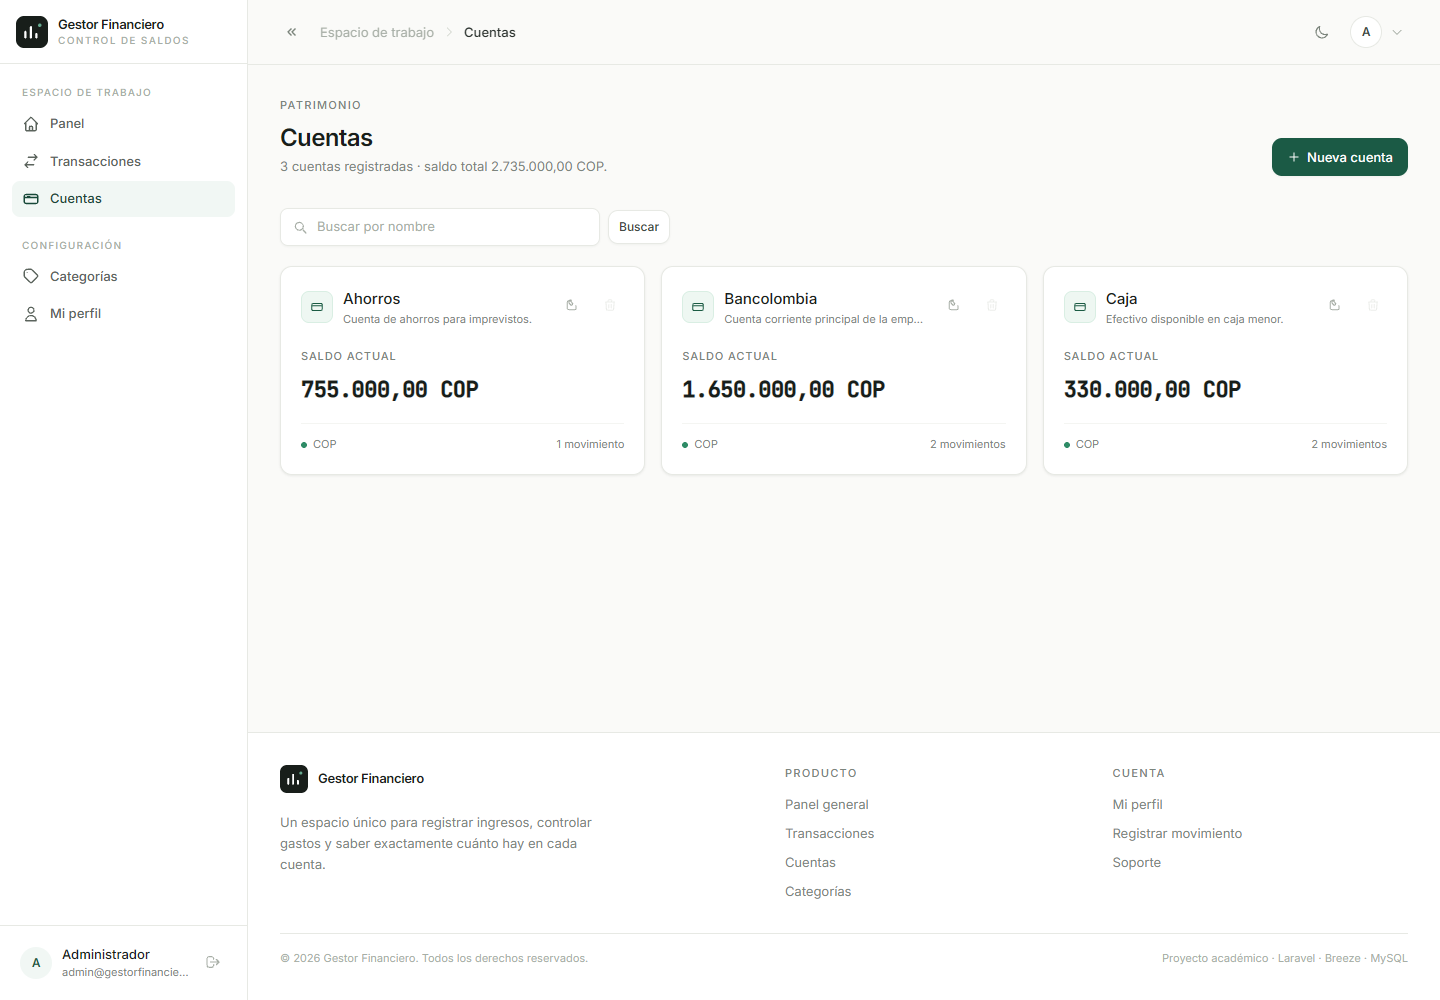 Gestor Financiero
CONTROL DE SALDOS
ESPACIO DE TRABAJO
Panel
Transacciones
Cuentas
CONFIGURACIÓN
Categorías
Mi perfil
A
Administrador
admin@gestorfinancie...
Espacio de trabajo
Cuentas
A
PATRIMONIO
Cuentas
3 cuentas registradas · saldo total 2.735.000,00 COP.
Nueva cuenta
Buscar por nombre
Buscar
Ahorros
Cuenta de ahorros para imprevistos.
SALDO ACTUAL
755.000,00 COP
COP
1 movimiento
Bancolombia
Cuenta corriente principal de la emp...
SALDO ACTUAL
1.650.000,00 COP
COP
2 movimientos
Caja
Efectivo disponible en caja menor.
SALDO ACTUAL
330.000,00 COP
COP
2 movimientos
Gestor Financiero
Un espacio único para registrar ingresos, controlar
gastos y saber exactamente cuánto hay en cada
cuenta.
PRODUCTO
Panel general
Transacciones
Cuentas
Categorías
CUENTA
Mi perfil
Registrar movimiento
Soporte
© 2026 Gestor Financiero. Todos los derechos reservados.
Proyecto académico · Laravel · Breeze · MySQL